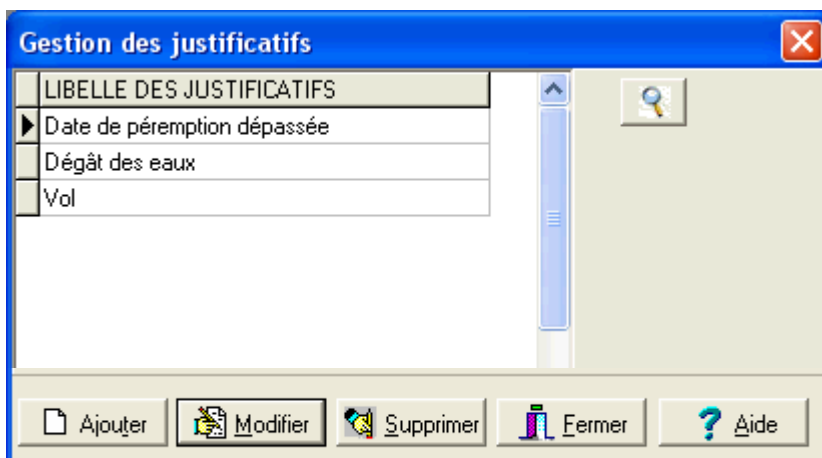 Gestion des justificatifs
LIBELLE DES JUSTIFICATIFS
Date de péremption dépassée
Dégât des eaux
Vol
Ajouter Modifier Supprimer Fermer Aide